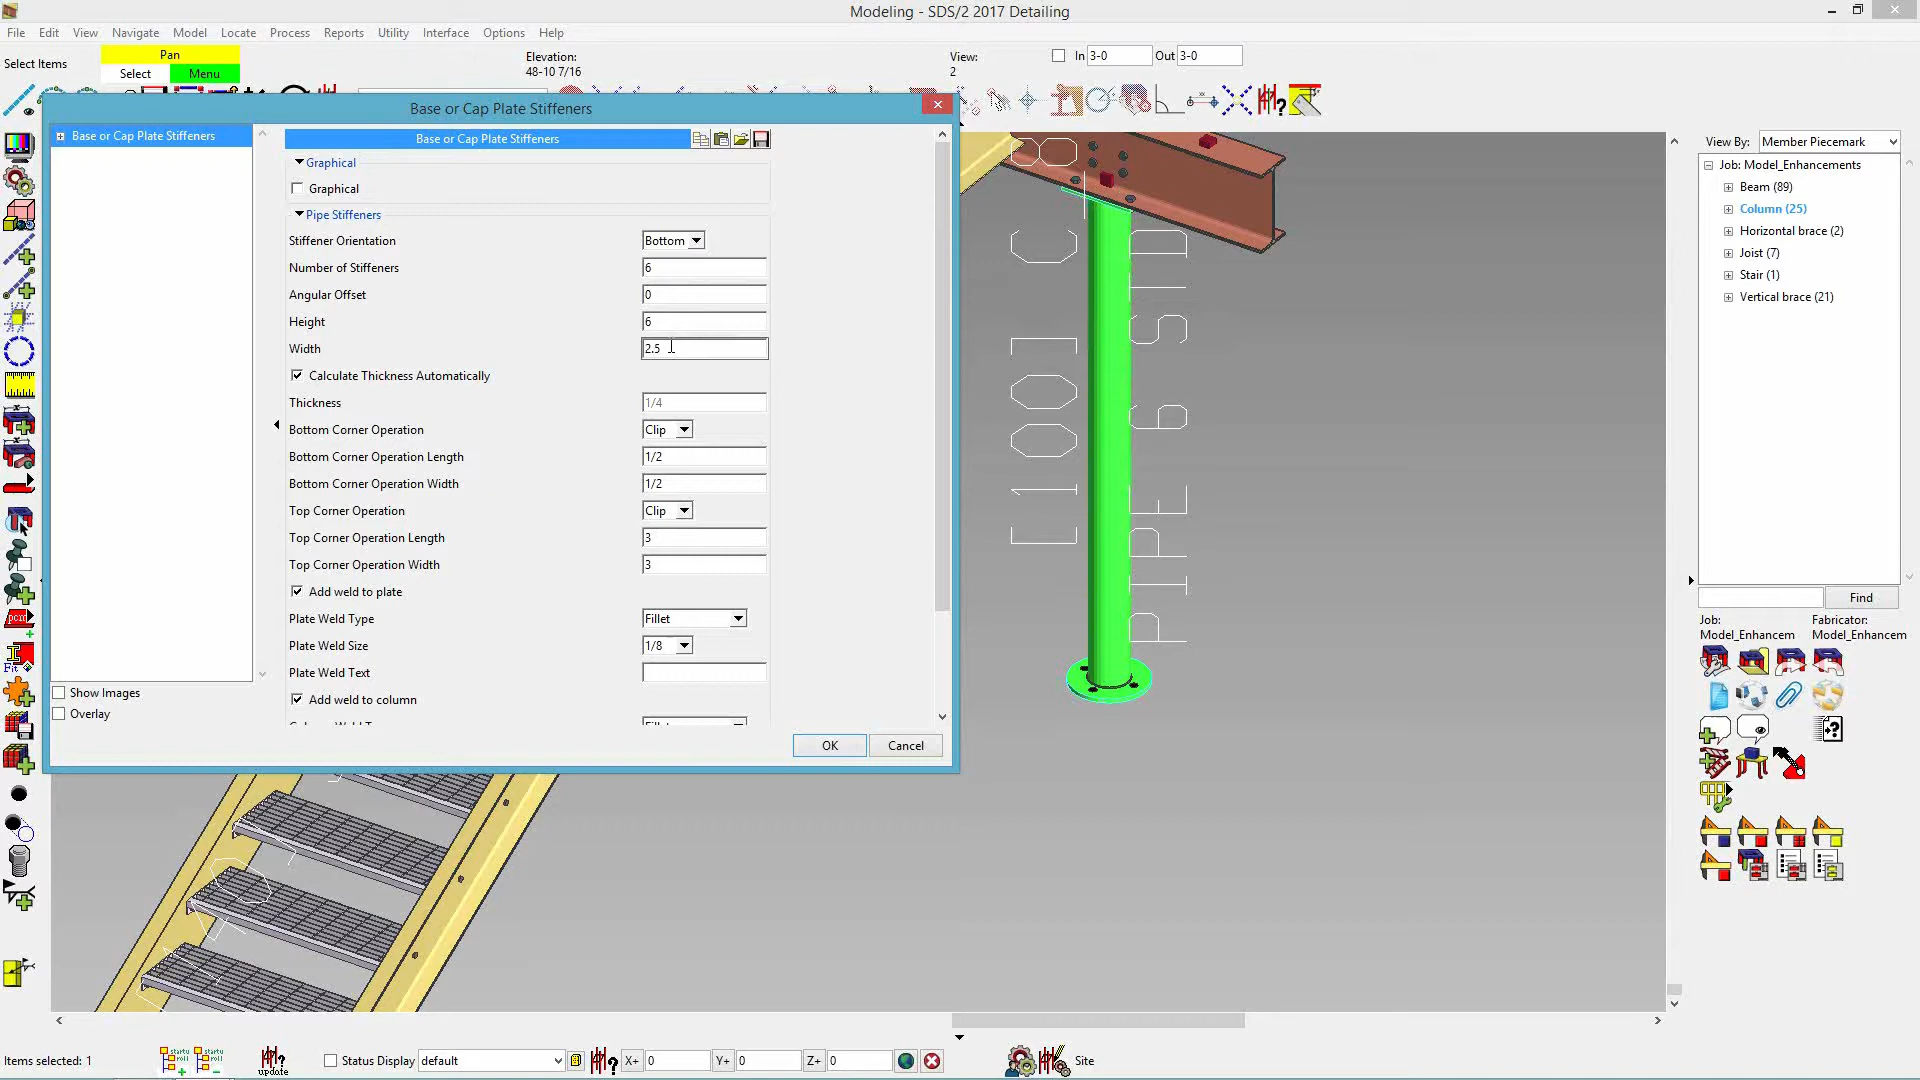 Modeling - SDS/2 2017 Detailing
File Edit View Navigate Model Locate Process Reports Utility Interface Options Help
Select Items
Pan
Select Menu
Elevation:
48-10 7/16
View:
2
In 3-0 Out 3-0
Base or Cap Plate Stiffeners
Base or Cap Plate Stiffeners
Base or Cap Plate Stiffeners
Graphical
Graphical
Pipe Stiffeners
Stiffener Orientation Bottom
Number of Stiffeners 6
Angular Offset 0
Height 6
Width 2.5
Calculate Thickness Automatically
Thickness 1/4
Bottom Corner Operation Clip
Bottom Corner Operation Length 1/2
Bottom Corner Operation Width 1/2
Top Corner Operation Clip
Top Corner Operation Length 3
Top Corner Operation Width 3
Add weld to plate
Plate Weld Type Fillet
Plate Weld Size 1/8
Plate Weld Text
Add weld to column
Show Images
Overlay
OK Cancel
PIPE 6 STD
View By: Member Piecemark
Job: Model_Enhancements
Beam (89)
Column (25)
Horizontal brace (2)
Joist (7)
Stair (1)
Vertical brace (21)
Find
Job:
Model_Enhancem
Fabricator:
Model_Enhancem
pcm
Fit
Items selected: 1
update
Status Display default
X+ 0 Y+ 0 Z+ 0
Site